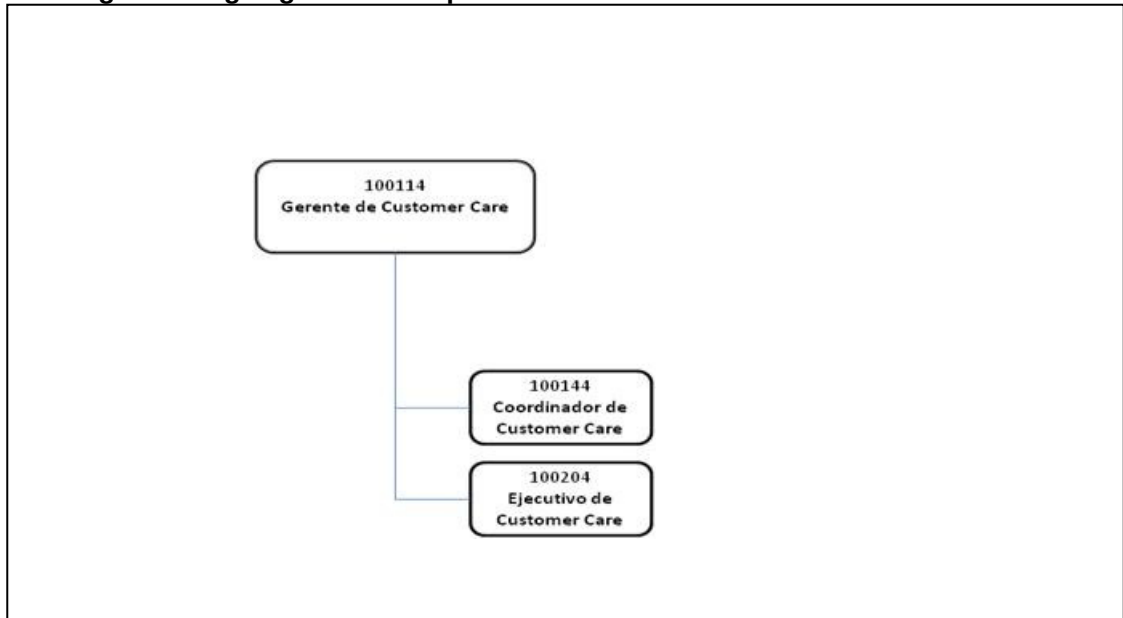 100114
Gerente de Customer Care
100144
Coordinador de
Customer Care
100204
Ejecutivo de
Customer Care